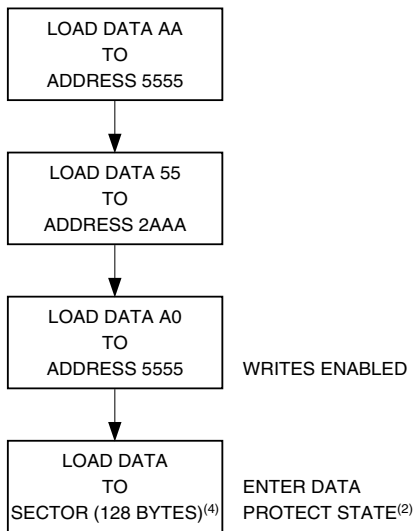 LOAD DATA AA
TO
ADDRESS 5555
LOAD DATA 55
TO
ADDRESS 2AAA
LOAD DATA A0
TO
ADDRESS 5555
WRITES ENABLED
LOAD DATA
TO
SECTOR (128 BYTES)(4)
ENTER DATA
PROTECT STATE(2)